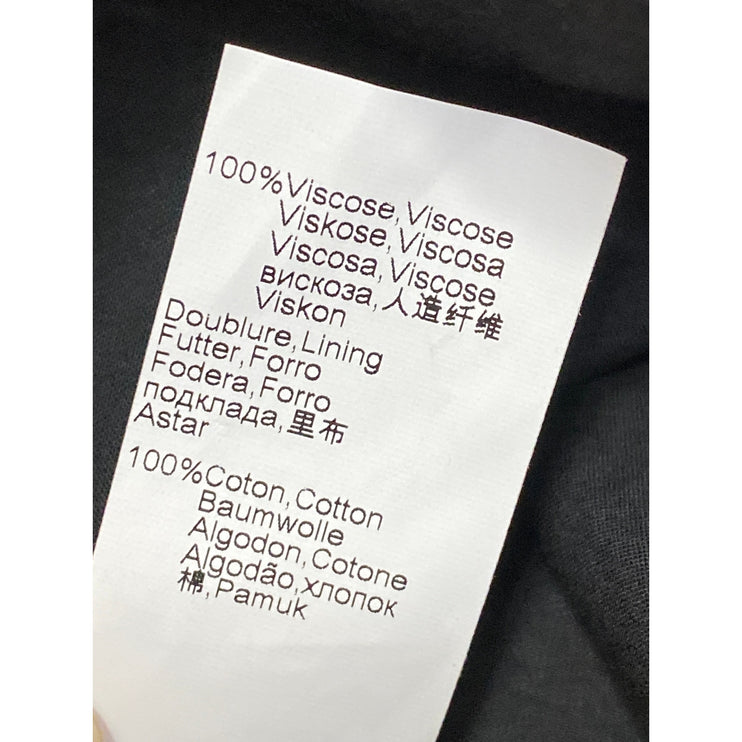 100%Viscose,Viscose
Viskose,Viscosa
Viscosa,Viscose
вискоза,人造纤维
Viskon
Doublure,Lining
Futter,Forro
Fodera,Forro
подклада,里布
Astar
100%Coton,Cotton
Baumwolle
Algodon,Cotone
Algodão,хлопок
棉,Pamuk